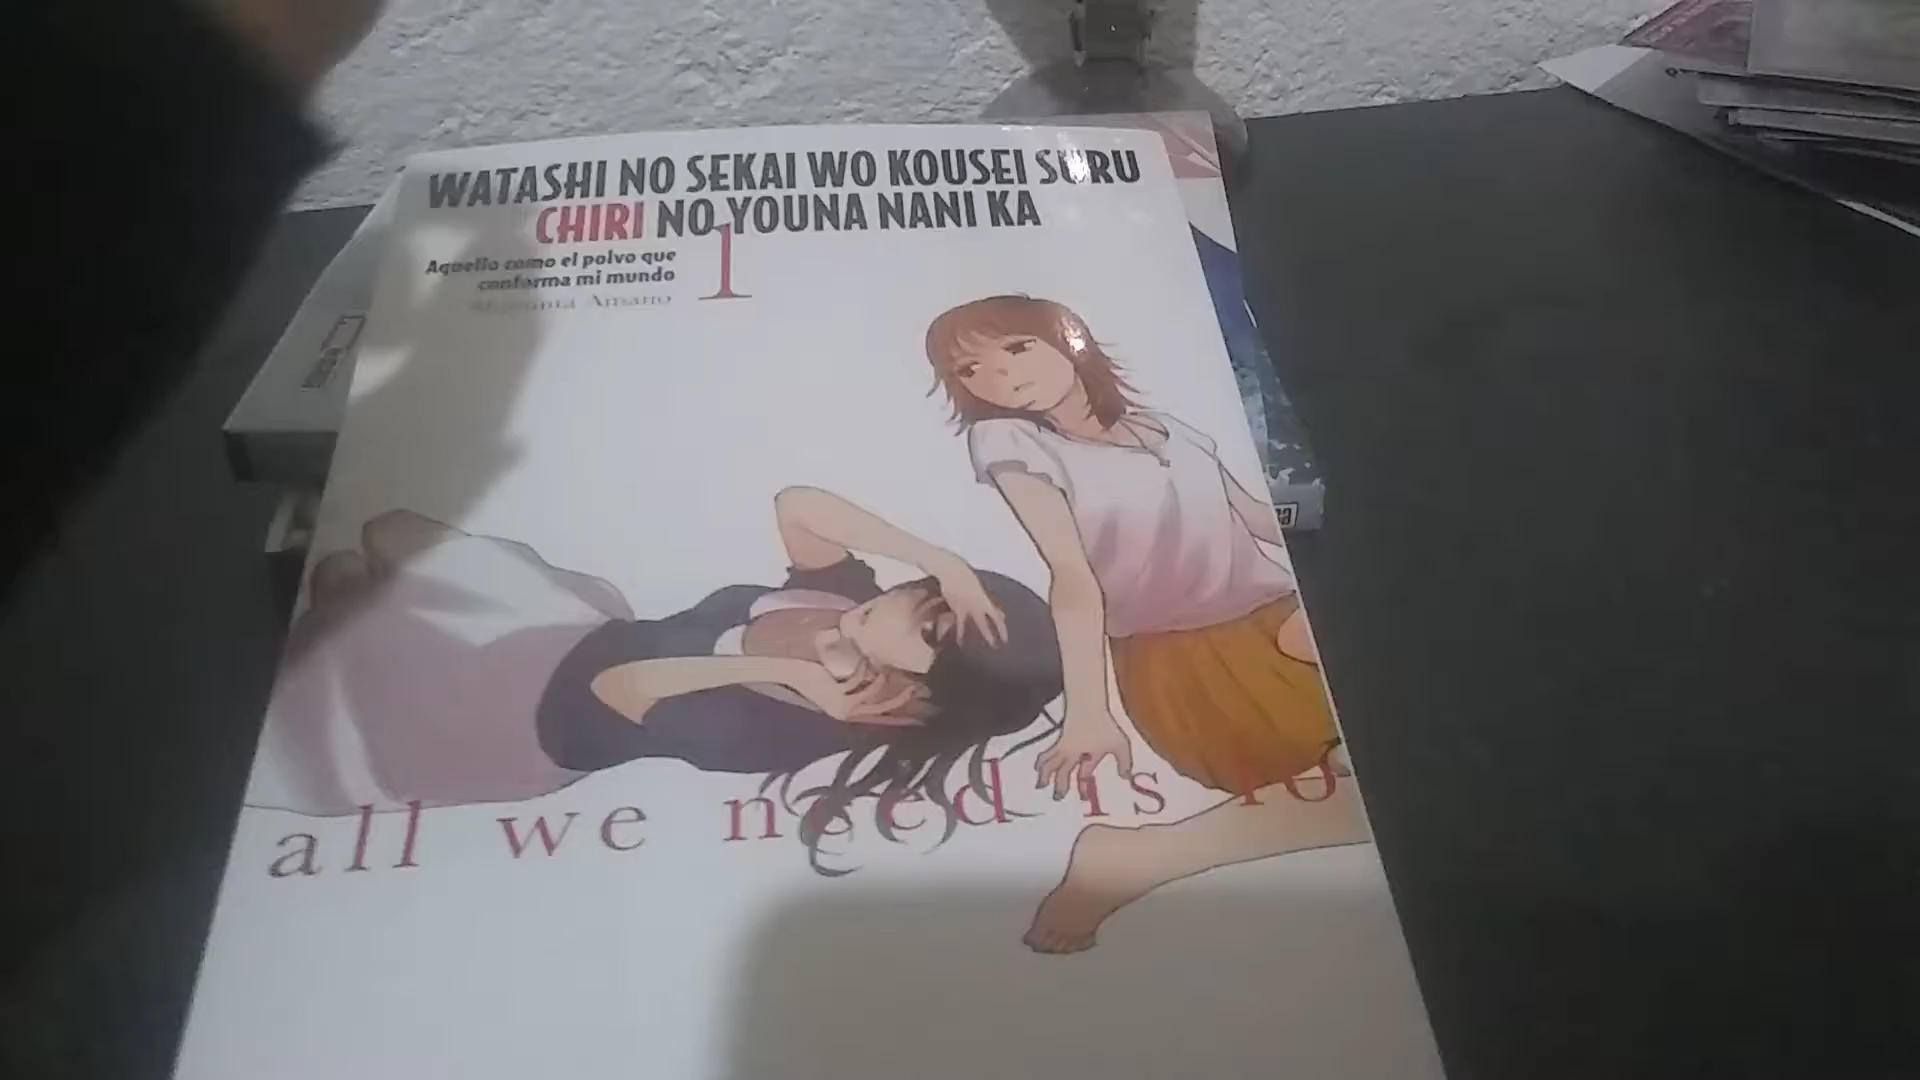 WATASHI NO SEKAI WO KOUSEI SURU
CHIRI NO YOUNA NANI KA
1
Aquello como el polvo que
conforma mi mundo
Amano
all we need is lo